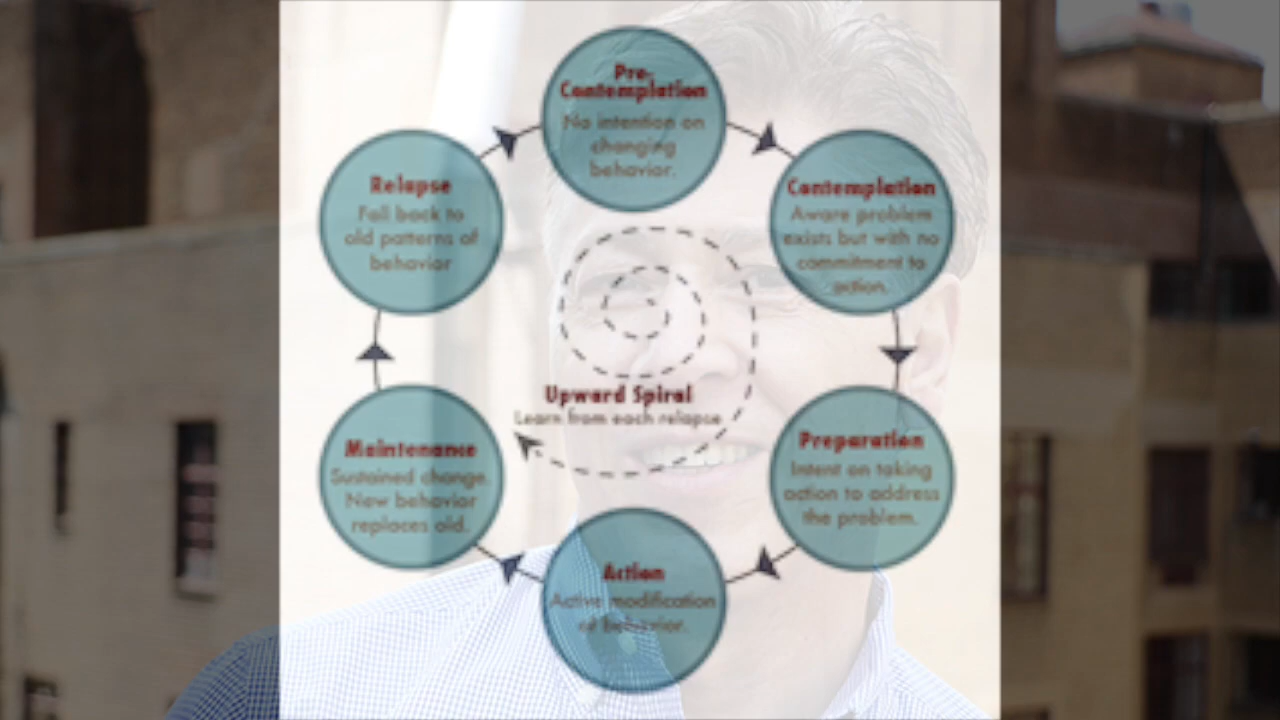 Pre-
Contemplation
No intention on
changing
behavior.
Contemplation
Aware problem
exists but with no
commitment to
action.
Preparation
Intent on taking
action to address
the problem.
Action
Active modification
of behavior.
Maintenance
Sustained change.
New behavior
replaces old.
Relapse
Fall back to
old patterns of
behavior
Upward Spiral
Learn from each relapse